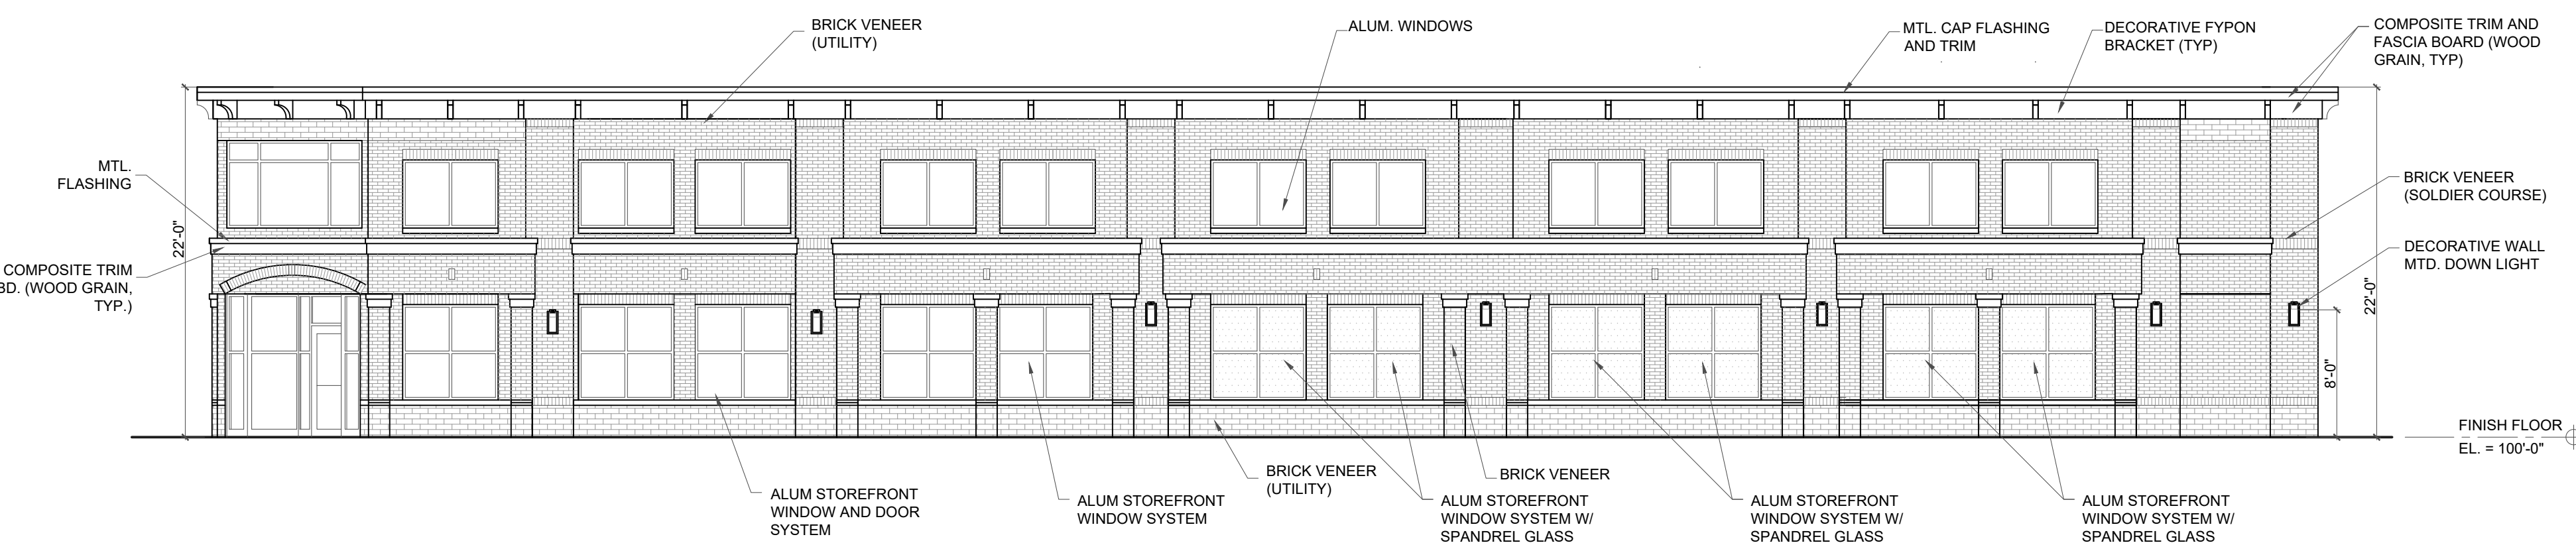 BRICK VENEER
(UTILITY)
ALUM. WINDOWS
MTL. CAP FLASHING
AND TRIM
DECORATIVE FYPON
BRACKET (TYP)
COMPOSITE TRIM AND
FASCIA BOARD (WOOD
GRAIN, TYP)
MTL.
FLASHING
22'-0"
COMPOSITE TRIM
BD. (WOOD GRAIN,
TYP.)
BRICK VENEER
(SOLDIER COURSE)
DECORATIVE WALL
MTD. DOWN LIGHT
22'-0"
8'-0"
FINISH FLOOR
EL. = 100'-0"
ALUM STOREFRONT
WINDOW AND DOOR
SYSTEM
ALUM STOREFRONT
WINDOW SYSTEM
BRICK VENEER
(UTILITY)
BRICK VENEER
ALUM STOREFRONT
WINDOW SYSTEM W/
SPANDREL GLASS
ALUM STOREFRONT
WINDOW SYSTEM W/
SPANDREL GLASS
ALUM STOREFRONT
WINDOW SYSTEM W/
SPANDREL GLASS